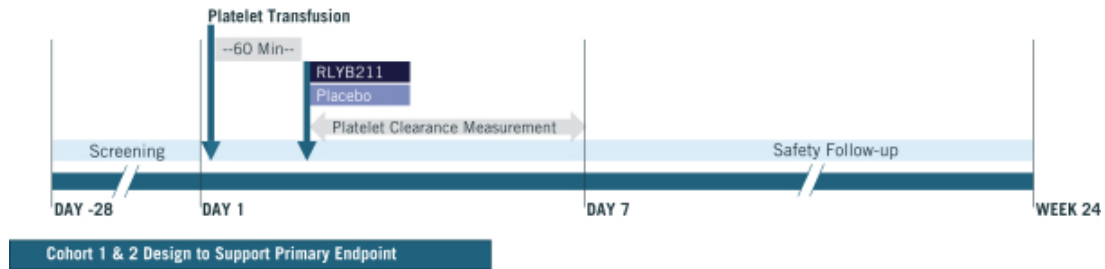 Platelet Transfusion
--60 Min--
RLYB211
Placebo
Platelet Clearance Measurement
Screening
Safety Follow-up
DAY -28
DAY 1
DAY 7
WEEK 24
Cohort 1 & 2 Design to Support Primary Endpoint